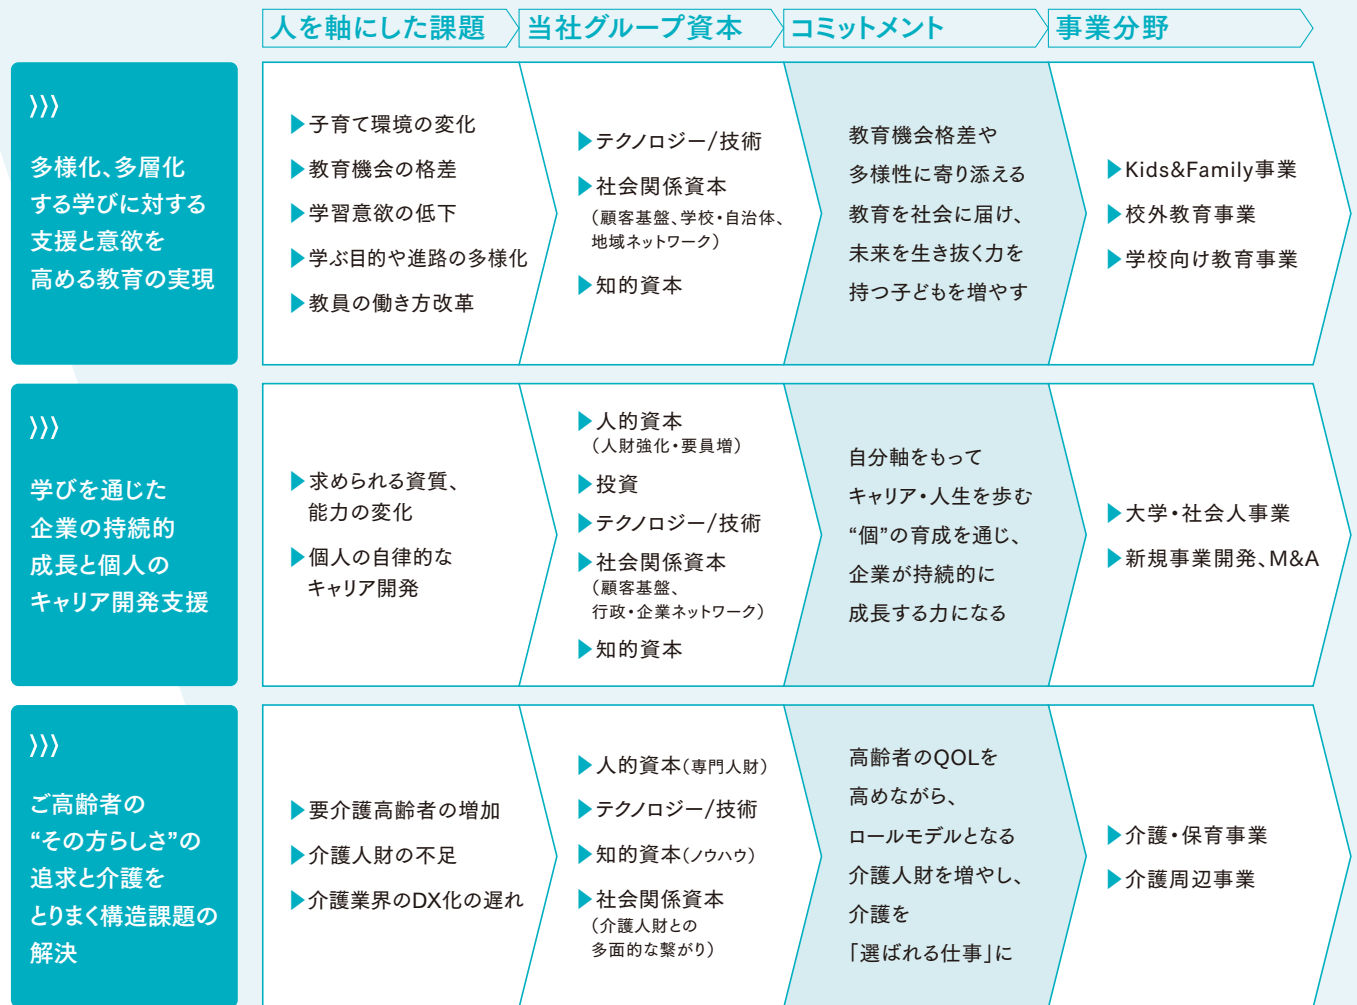 人を軸にした課題
当社グループ資本
コミットメント
事業分野
多様化、多層化
する学びに対する
支援と意欲を
高める教育の実現
▶子育て環境の変化
▶教育機会の格差
▶学習意欲の低下
▶学ぶ目的や進路の多様化
▶教員の働き方改革
▶テクノロジー/技術
▶社会関係資本
（顧客基盤、学校・自治体、
地域ネットワーク）
▶知的資本
教育機会格差や
多様性に寄り添える
教育を社会に届け、
未来を生き抜く力を
持つ子どもを増やす
▶Kids&Family事業
▶校外教育事業
▶学校向け教育事業
学びを通じた
企業の持続的
成長と個人の
キャリア開発支援
▶求められる資質、
能力の変化
▶個人の自律的な
キャリア開発
▶人的資本
（人財強化・要員増）
▶投資
▶テクノロジー/技術
▶社会関係資本
（顧客基盤、
行政・企業ネットワーク）
▶知的資本
自分軸をもって
キャリア・人生を歩む
“個”の育成を通じ、
企業が持続的に
成長する力になる
▶大学・社会人事業
▶新規事業開発、M&A
ご高齢者の
“その方らしさ”の
追求と介護を
とりまく構造課題の
解決
▶要介護高齢者の増加
▶介護人財の不足
▶介護業界のDX化の遅れ
▶人的資本（専門人財）
▶テクノロジー/技術
▶知的資本（ノウハウ）
▶社会関係資本
（介護人財との
多面的な繋がり）
高齢者のQOLを
高めながら、
ロールモデルとなる
介護人財を増やし、
介護を
「選ばれる仕事」に
▶介護・保育事業
▶介護周辺事業